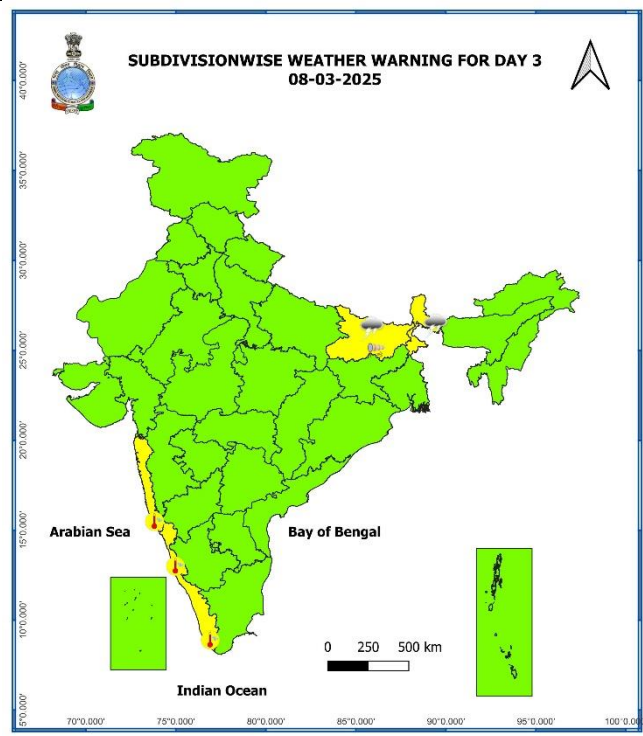 SUBDIVISIONWISE WEATHER WARNING FOR DAY 3
08-03-2025
40°0.000'
35°0.000'
30°0.000'
25°0.000'
20°0.000'
15°0.000'
10°0.000'
5°0.000'
Arabian Sea
Bay of Bengal
0 250 500 km
Indian Ocean
70°0.000' 75°0.000' 80°0.000' 85°0.000' 90°0.000' 95°0.000' 100°0.0